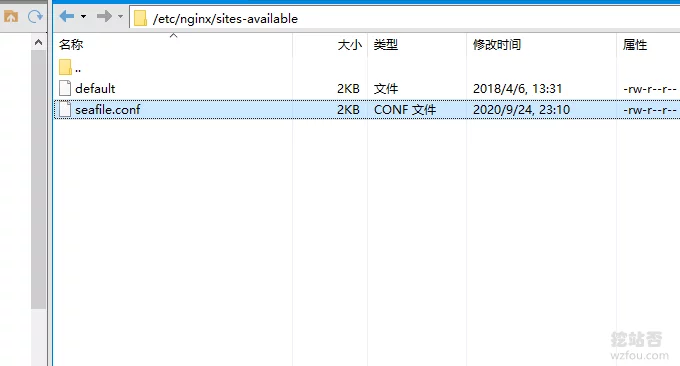 /etc/nginx/sites-available
名称 大小 类型 修改时间 属性
..
default 2KB 文件 2018/4/6, 13:31 -rw-r--r--
seafile.conf 2KB CONF 文件 2020/9/24, 23:10 -rw-r--r--
挖站否
wzfou.com